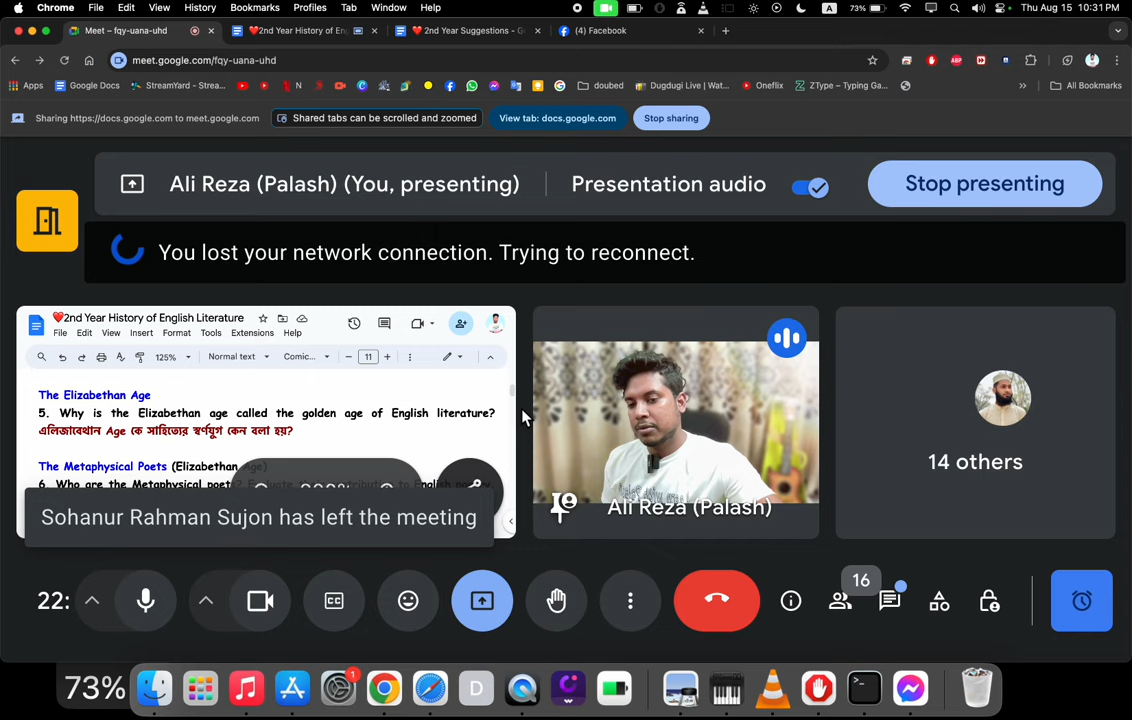 Chrome File Edit View History Bookmarks Profiles Tab Window Help
A 73% Thu Aug 15 10:31 PM
Meet – fqy-uana-uhd
❤️2nd Year History of En
❤️ 2nd Year Suggestions - G
(4) Facebook
meet.google.com/fqy-uana-uhd
ABP
Apps Google Docs StreamYard – Strea... N C G doubed Dugdugi Live | Wat... Oneflix ZType – Typing Ga... » All Bookmarks
Sharing https://docs.google.com to meet.google.com Shared tabs can be scrolled and zoomed View tab: docs.google.com Stop sharing
Ali Reza (Palash) (You, presenting) Presentation audio Stop presenting
You lost your network connection. Trying to reconnect.
❤️2nd Year History of English Literature
File Edit View Insert Format Tools Extensions Help
125% Normal text Comic... − 11 +
The Elizabethan Age
5. Why is the Elizabethan age called the golden age of English literature?
এলিজাবেথান Age কে সাহিত্যের স্বর্ণযুগ কেন বলা হয়?
The Metaphysical Poets (Elizabethan Age)
6. Who are the Metaphysical poets?
Sohanur Rahman Sujon has left the meeting
Ali Reza (Palash)
14 others
22:
16
73%
1
D